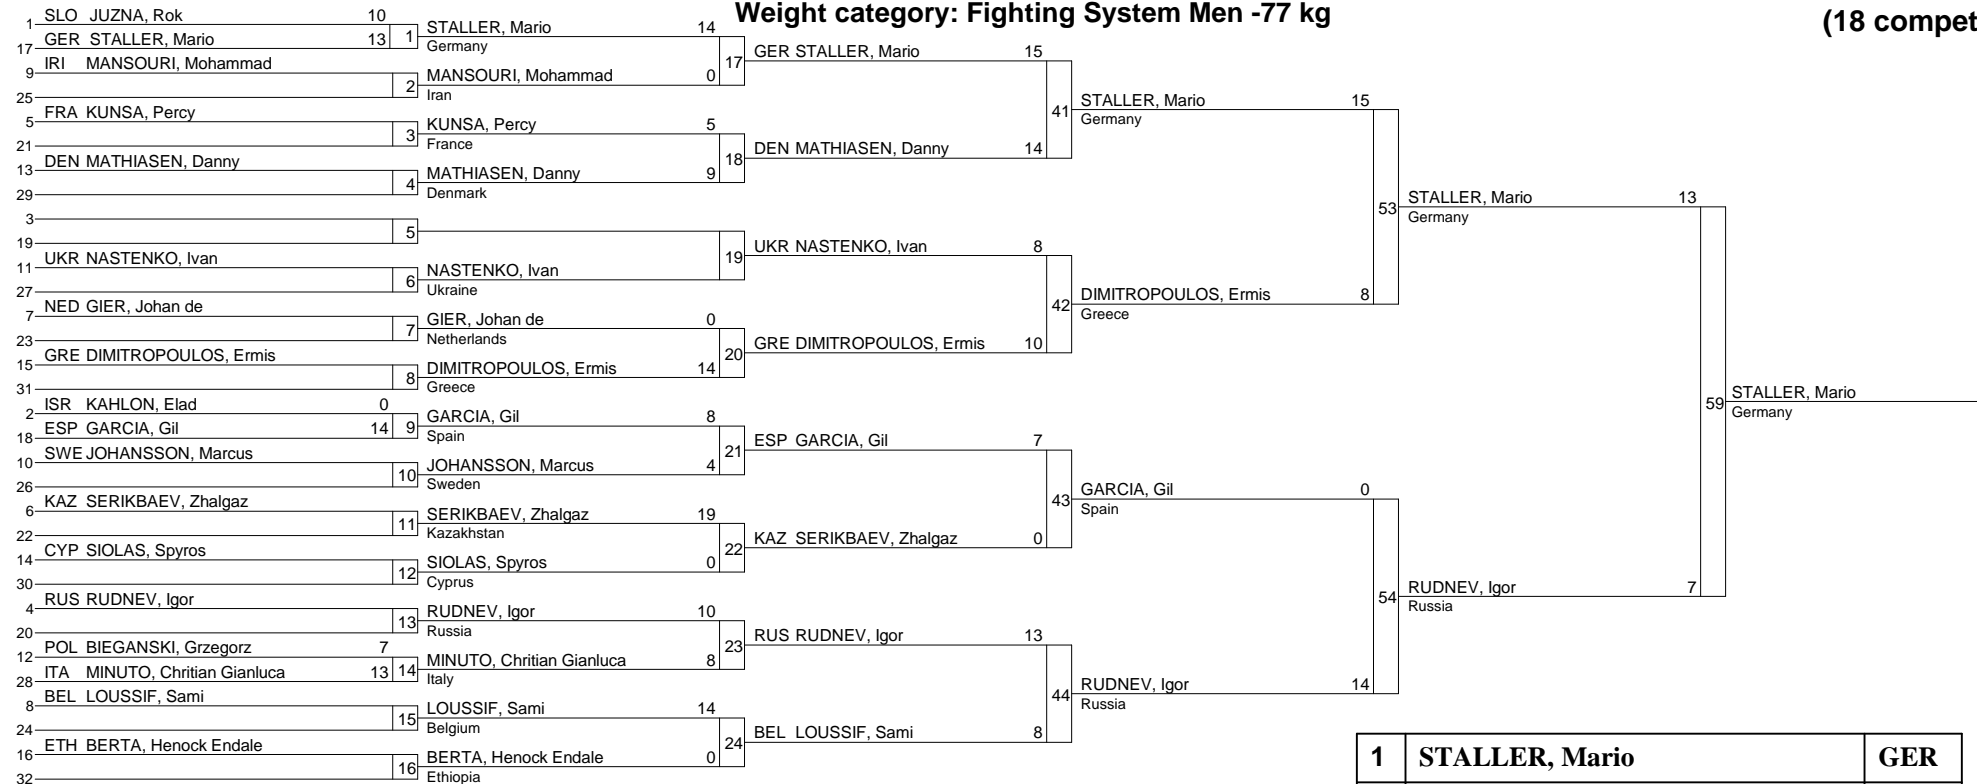 Weight category: Fighting System Men -77 kg
(18 compet
1 SLO JUZNA, Rok 10
17 GER STALLER, Mario 13
1
9 IRI MANSOURI, Mohammad
25
2
5 FRA KUNSA, Percy
21
3
13 DEN MATHIASEN, Danny
29
4
3
19
5
11 UKR NASTENKO, Ivan
27
6
7 NED GIER, Johan de
23
7
15 GRE DIMITROPOULOS, Ermis
31
8
2 ISR KAHLON, Elad 0
18 ESP GARCIA, Gil 14
9
10 SWE JOHANSSON, Marcus
26
10
6 KAZ SERIKBAEV, Zhalgaz
22
11
14 CYP SIOLAS, Spyros
30
12
4 RUS RUDNEV, Igor
20
13
12 POL BIEGANSKI, Grzegorz 7
28 ITA MINUTO, Chritian Gianluca 13
14
8 BEL LOUSSIF, Sami
24
15
16 ETH BERTA, Henock Endale
32
16
STALLER, Mario 14
Germany
17
MANSOURI, Mohammad 0
Iran
KUNSA, Percy 5
France
18
MATHIASEN, Danny 9
Denmark
19
NASTENKO, Ivan
Ukraine
GIER, Johan de 0
Netherlands
20
DIMITROPOULOS, Ermis 14
Greece
GARCIA, Gil 8
Spain
21
JOHANSSON, Marcus 4
Sweden
SERIKBAEV, Zhalgaz 19
Kazakhstan
22
SIOLAS, Spyros 0
Cyprus
RUDNEV, Igor 10
Russia
23
MINUTO, Chritian Gianluca 8
Italy
LOUSSIF, Sami 14
Belgium
24
BERTA, Henock Endale 0
Ethiopia
GER STALLER, Mario 15
41
DEN MATHIASEN, Danny 14
UKR NASTENKO, Ivan 8
42
GRE DIMITROPOULOS, Ermis 10
ESP GARCIA, Gil 7
43
KAZ SERIKBAEV, Zhalgaz 0
RUS RUDNEV, Igor 13
44
BEL LOUSSIF, Sami 8
STALLER, Mario 15
Germany
53
DIMITROPOULOS, Ermis 8
Greece
GARCIA, Gil 0
Spain
54
RUDNEV, Igor 14
Russia
STALLER, Mario 13
Germany
59
RUDNEV, Igor 7
Russia
STALLER, Mario
Germany
1 STALLER, Mario GER